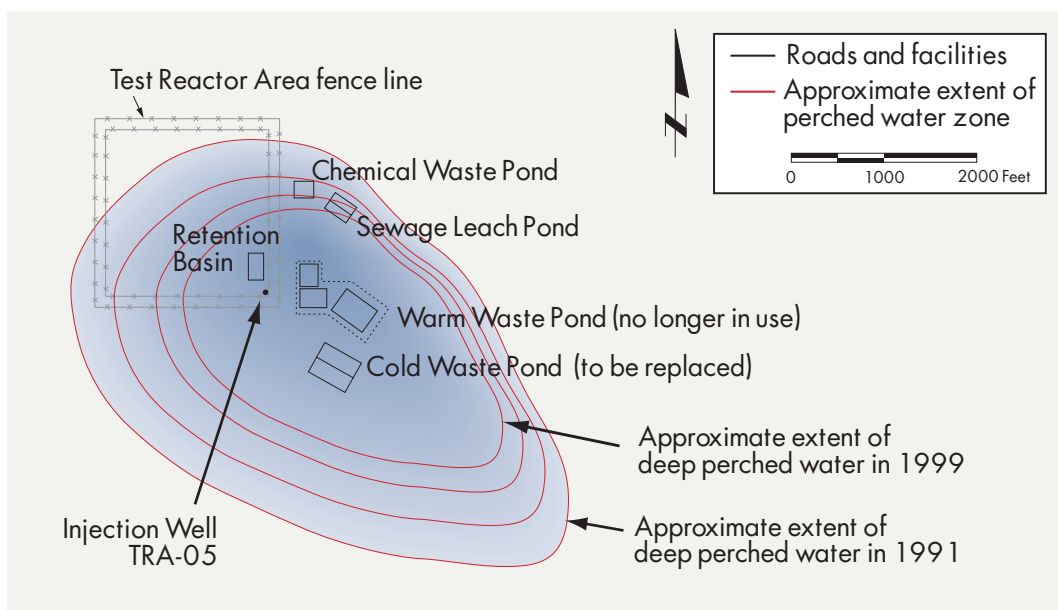 Test Reactor Area fence line
Roads and facilities
Approximate extent of
perched water zone
0 1000 2000 Feet
N
Chemical Waste Pond
Sewage Leach Pond
Retention
Basin
Warm Waste Pond (no longer in use)
Cold Waste Pond (to be replaced)
Approximate extent of
deep perched water in 1999
Injection Well
TRA-05
Approximate extent of
deep perched water in 1991